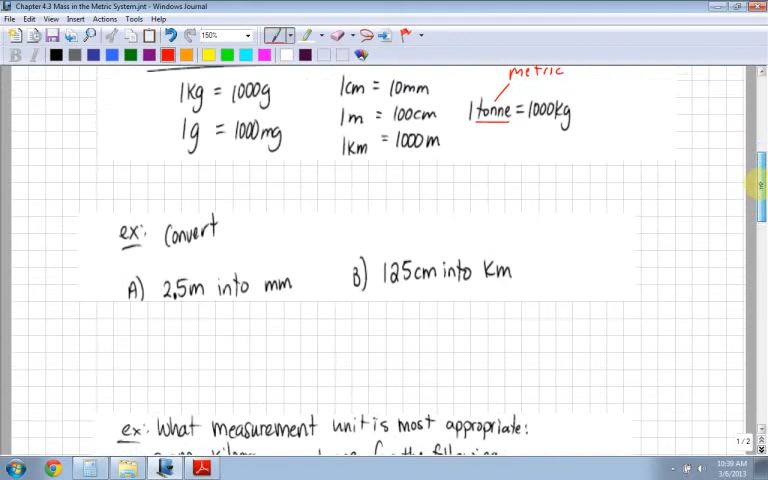 Chapter 4.3 Mass in the Metric System.jnt - Windows Journal
File Edit View Insert Actions Tools Help
150%
B I
metric
1Kg = 1000g
1cm = 10mm
1 tonne = 1000kg
1m = 100cm
1g = 1000mg
1Km = 1000m
ex: Convert
A) 2.5m into mm
B) 125cm into Km
ex: What measurement unit is most appropriate:
for the following
1 / 2
10:39 AM
3/6/2013